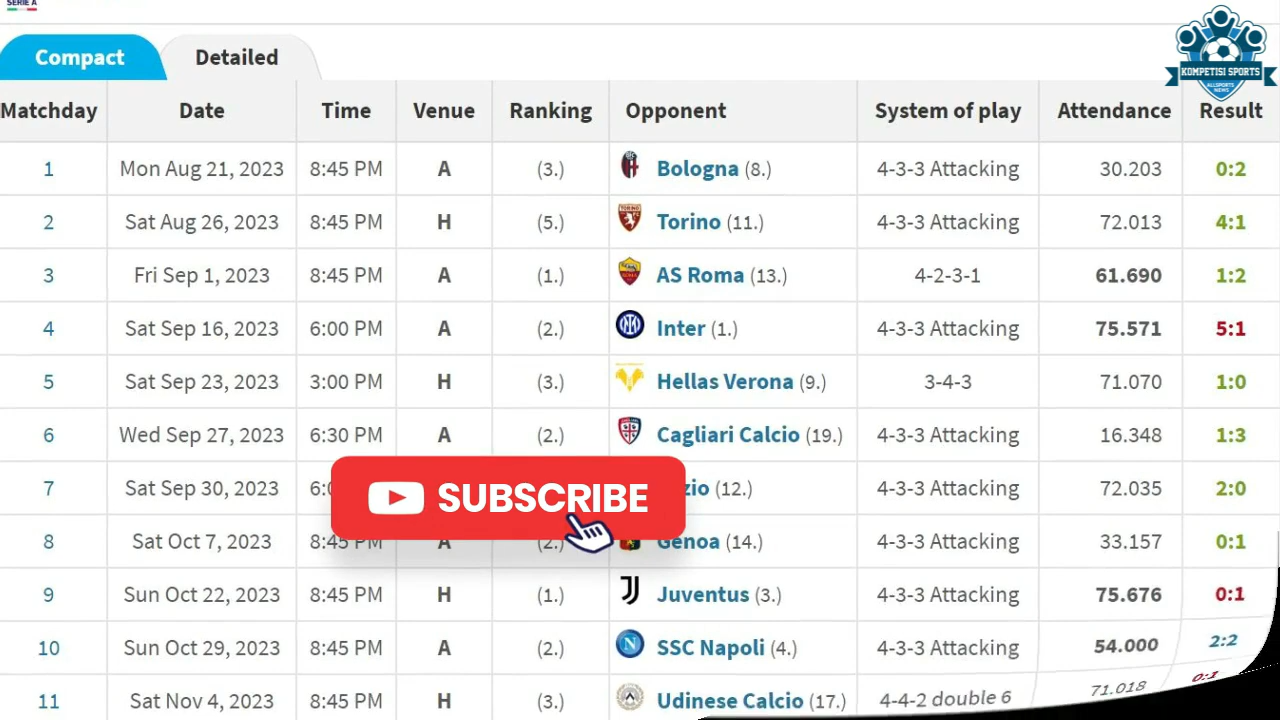 SERIE A
KOMPETISI SPORTS
ALLSPORTS
NEWS
Compact Detailed
Matchday Date Time Venue Ranking Opponent System of play Attendance Result
1 Mon Aug 21, 2023 8:45 PM A (3.) Bologna (8.) 4-3-3 Attacking 30.203 0:2
2 Sat Aug 26, 2023 8:45 PM H (5.) Torino (11.) 4-3-3 Attacking 72.013 4:1
3 Fri Sep 1, 2023 8:45 PM A (1.) AS Roma (13.) 4-2-3-1 61.690 1:2
4 Sat Sep 16, 2023 6:00 PM A (2.) Inter (1.) 4-3-3 Attacking 75.571 5:1
5 Sat Sep 23, 2023 3:00 PM H (3.) Hellas Verona (9.) 3-4-3 71.070 1:0
6 Wed Sep 27, 2023 6:30 PM A (2.) Cagliari Calcio (19.) 4-3-3 Attacking 16.348 1:3
7 Sat Sep 30, 2023 6:0 zio (12.) 4-3-3 Attacking 72.035 2:0
SUBSCRIBE
8 Sat Oct 7, 2023 8:45 PM A (2.) Genoa (14.) 4-3-3 Attacking 33.157 0:1
9 Sun Oct 22, 2023 8:45 PM H (1.) Juventus (3.) 4-3-3 Attacking 75.676 0:1
10 Sun Oct 29, 2023 8:45 PM A (2.) SSC Napoli (4.) 4-3-3 Attacking 54.000 2:2
11 Sat Nov 4, 2023 8:45 PM H (3.) Udinese Calcio (17.) 4-4-2 double 6 71.018 0:1